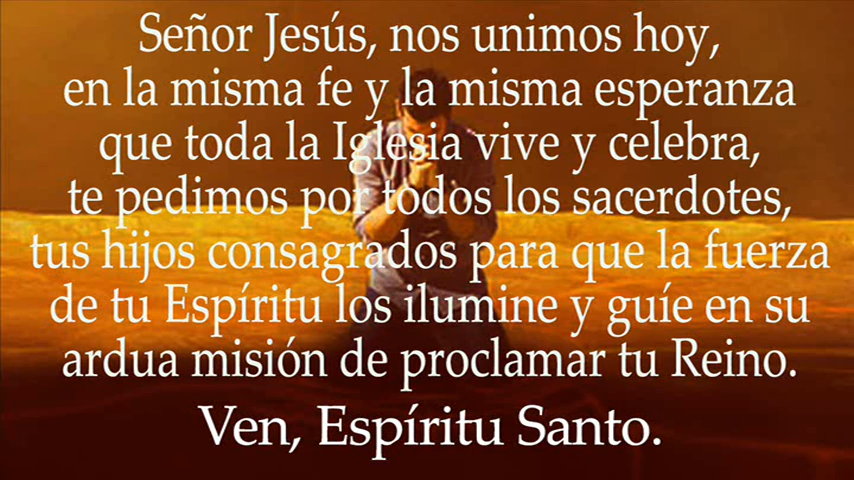 Señor Jesús, nos unimos hoy,
en la misma fe y la misma esperanza
que toda la Iglesia vive y celebra,
te pedimos por todos los sacerdotes,
tus hijos consagrados para que la fuerza
de tu Espíritu los ilumine y guíe en su
ardua misión de proclamar tu Reino.
Ven, Espíritu Santo.